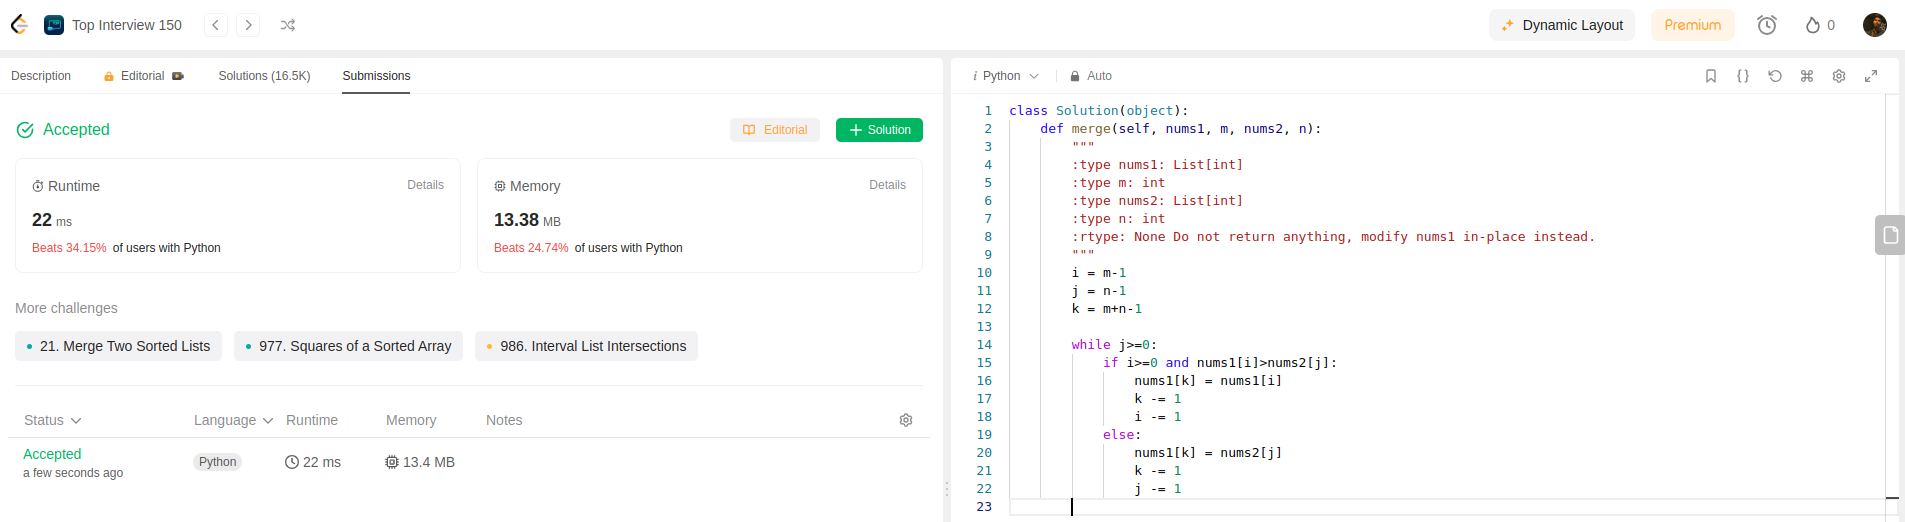 Top Interview 150
Dynamic Layout
Premium
0
Description
Editorial
Solutions (16.5K)
Submissions
Accepted
Editorial
Solution
Runtime
Details
22 ms
Beats 34.15% of users with Python
Memory
Details
13.38 MB
Beats 24.74% of users with Python
More challenges
21. Merge Two Sorted Lists
977. Squares of a Sorted Array
986. Interval List Intersections
Status
Language
Runtime
Memory
Notes
Accepted
a few seconds ago
Python
22 ms
13.4 MB
i Python
Auto
1 class Solution(object):
2     def merge(self, nums1, m, nums2, n):
3         """
4         :type nums1: List[int]
5         :type m: int
6         :type nums2: List[int]
7         :type n: int
8         :rtype: None Do not return anything, modify nums1 in-place instead.
9         """
10         i = m-1
11         j = n-1
12         k = m+n-1
13
14         while j>=0:
15             if i>=0 and nums1[i]>nums2[j]:
16                 nums1[k] = nums1[i]
17                 k -= 1
18                 i -= 1
19             else:
20                 nums1[k] = nums2[j]
21                 k -= 1
22                 j -= 1
23